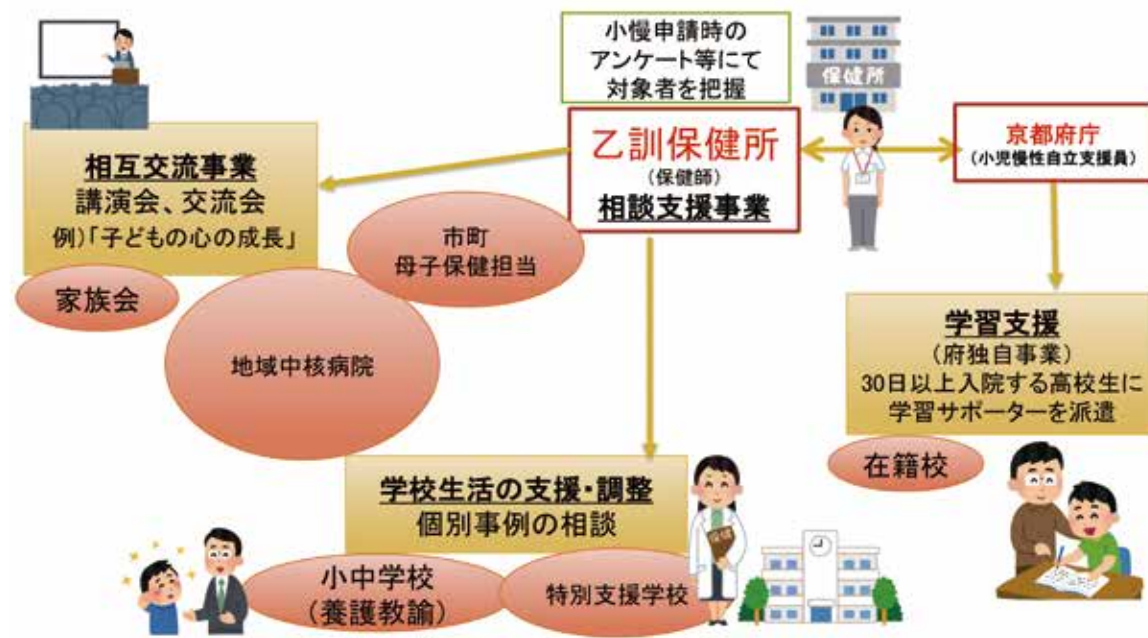 小慢申請時の
アンケート等にて
対象者を把握
保健所
乙訓保健所
(保健師)
相談支援事業
京都府庁
(小児慢性自立支援員)
相互交流事業
講演会、交流会
例)「子どもの心の成長」
家族会
市町
母子保健担当
地域中核病院
学習支援
(府独自事業)
30日以上入院する高校生に
学習サポーターを派遣
在籍校
学校生活の支援・調整
個別事例の相談
小中学校
(養護教諭)
特別支援学校